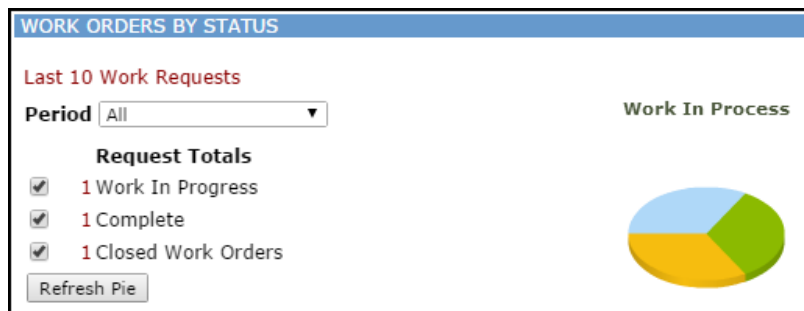 WORK ORDERS BY STATUS
Last 10 Work Requests
Period All
Work In Process
Request Totals
1 Work In Progress
1 Complete
1 Closed Work Orders
Refresh Pie